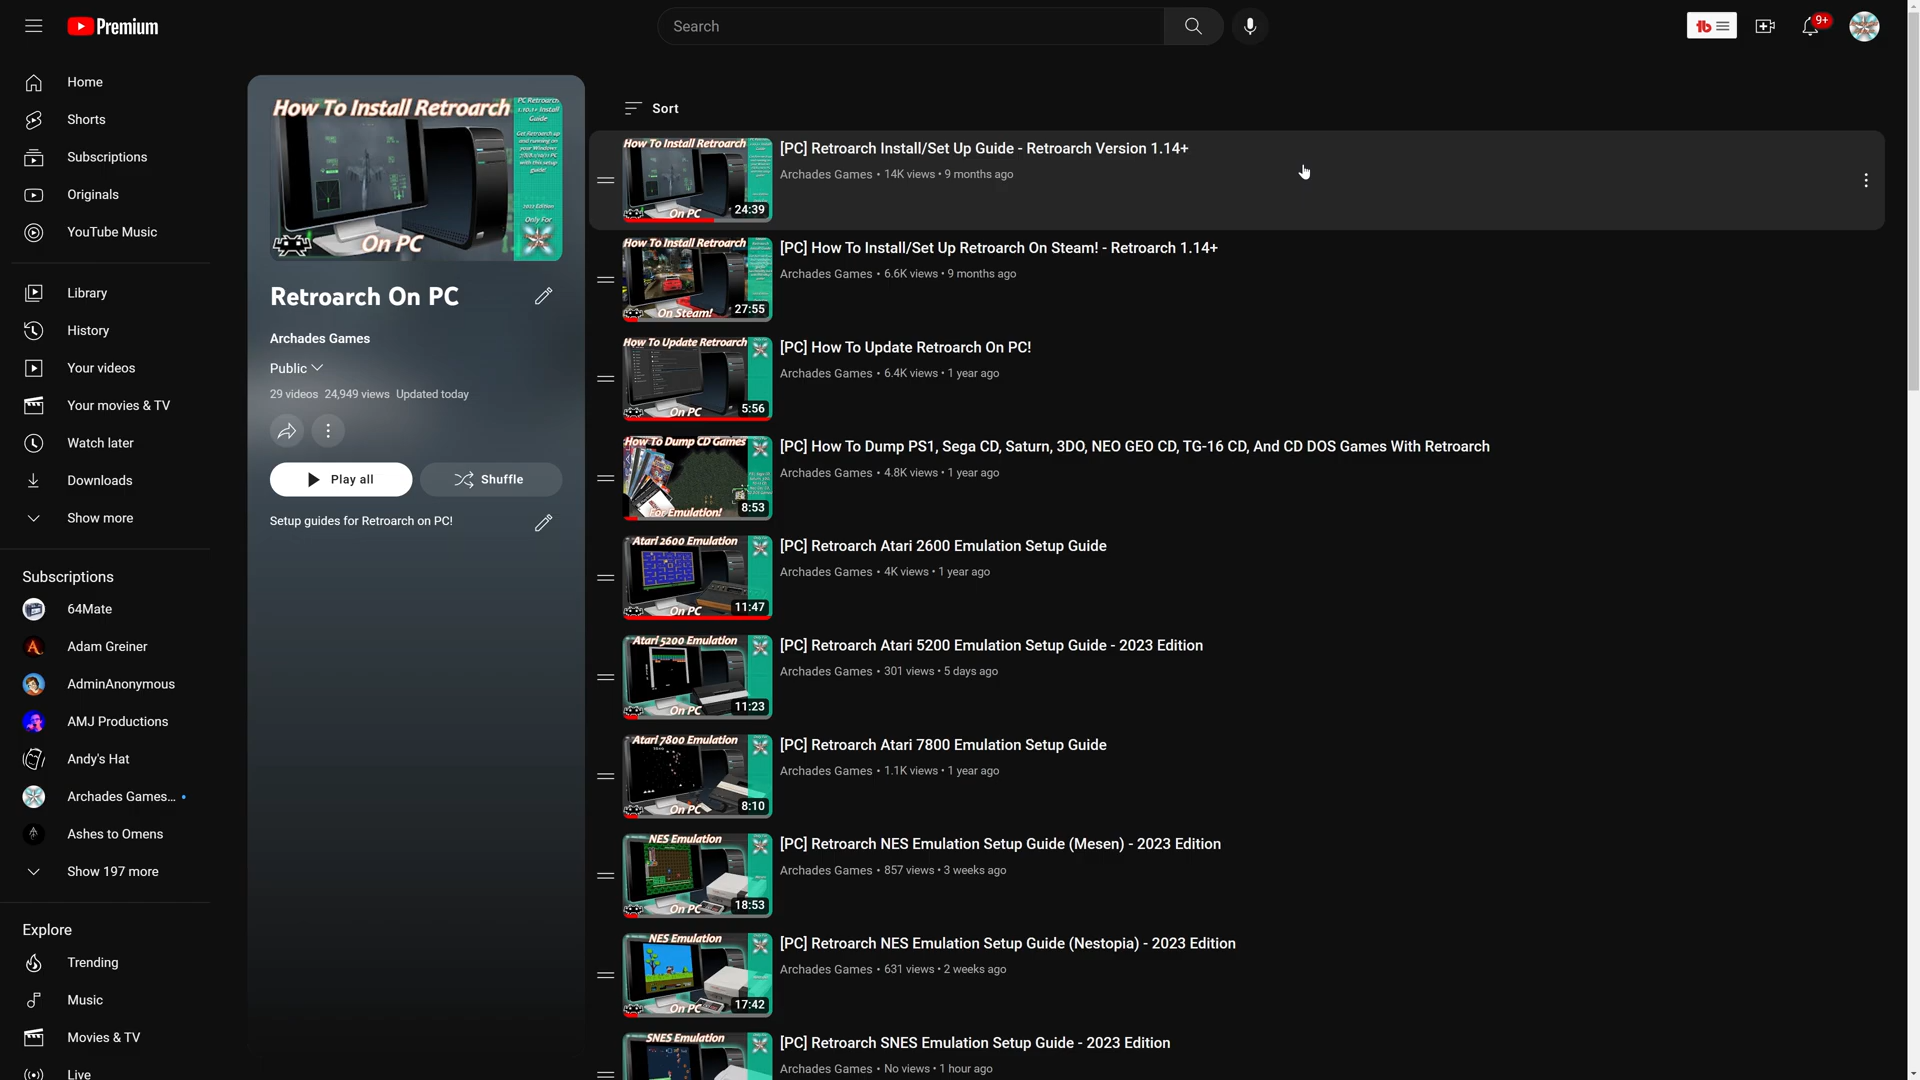 Premium
Search
9+
Home
Shorts
Subscriptions
Originals
YouTube Music
Library
History
Your videos
Your movies & TV
Watch later
Downloads
Show more
Subscriptions
64Mate
Adam Greiner
AdminAnonymous
AMJ Productions
Andy's Hat
Archades Games...
Ashes to Omens
Show 197 more
Explore
Trending
Music
Movies & TV
Live
How To Install Retroarch
On PC
Only For
Retroarch On PC
Archades Games
Public
29 videos 24,949 views Updated today
Play all
Shuffle
Setup guides for Retroarch on PC!
Sort
How To Install Retroarch
On PC
24:39
[PC] Retroarch Install/Set Up Guide - Retroarch Version 1.14+
Archades Games • 14K views • 9 months ago
How To Install Retroarch
On Steam!
27:55
[PC] How To Install/Set Up Retroarch On Steam! - Retroarch 1.14+
Archades Games • 6.6K views • 9 months ago
How To Update Retroarch
On PC
5:56
[PC] How To Update Retroarch On PC!
Archades Games • 6.4K views • 1 year ago
How To Dump CD Games
For Emulation!
8:53
[PC] How To Dump PS1, Sega CD, Saturn, 3DO, NEO GEO CD, TG-16 CD, And CD DOS Games With Retroarch
Archades Games • 4.8K views • 1 year ago
Atari 2600 Emulation
On PC
11:47
[PC] Retroarch Atari 2600 Emulation Setup Guide
Archades Games • 4K views • 1 year ago
Atari 5200 Emulation
On PC
11:23
[PC] Retroarch Atari 5200 Emulation Setup Guide - 2023 Edition
Archades Games • 301 views • 5 days ago
Atari 7800 Emulation
On PC
8:10
[PC] Retroarch Atari 7800 Emulation Setup Guide
Archades Games • 1.1K views • 1 year ago
NES Emulation
On PC
18:53
[PC] Retroarch NES Emulation Setup Guide (Mesen) - 2023 Edition
Archades Games • 857 views • 3 weeks ago
NES Emulation
On PC
17:42
[PC] Retroarch NES Emulation Setup Guide (Nestopia) - 2023 Edition
Archades Games • 631 views • 2 weeks ago
SNES Emulation
[PC] Retroarch SNES Emulation Setup Guide - 2023 Edition
Archades Games • No views • 1 hour ago